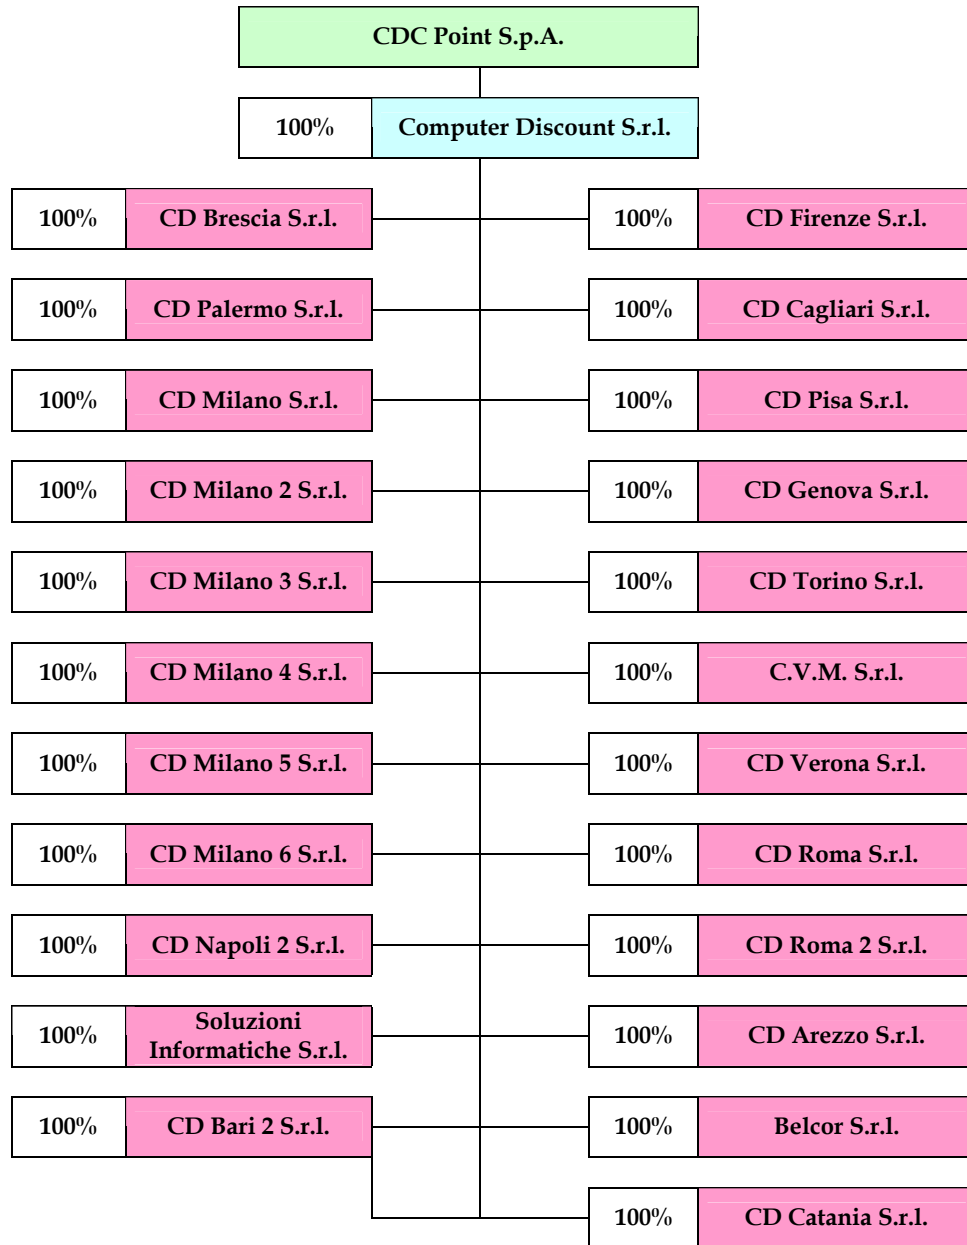 CDC Point S.p.A.
100% Computer Discount S.r.l.
100% CD Brescia S.r.l. 100% CD Firenze S.r.l.
100% CD Palermo S.r.l. 100% CD Cagliari S.r.l.
100% CD Milano S.r.l. 100% CD Pisa S.r.l.
100% CD Milano 2 S.r.l. 100% CD Genova S.r.l.
100% CD Milano 3 S.r.l. 100% CD Torino S.r.l.
100% CD Milano 4 S.r.l. 100% C.V.M. S.r.l.
100% CD Milano 5 S.r.l. 100% CD Verona S.r.l.
100% CD Milano 6 S.r.l. 100% CD Roma S.r.l.
100% CD Napoli 2 S.r.l. 100% CD Roma 2 S.r.l.
100% Soluzioni
Informatiche S.r.l. 100% CD Arezzo S.r.l.
100% CD Bari 2 S.r.l. 100% Belcor S.r.l.
100% CD Catania S.r.l.